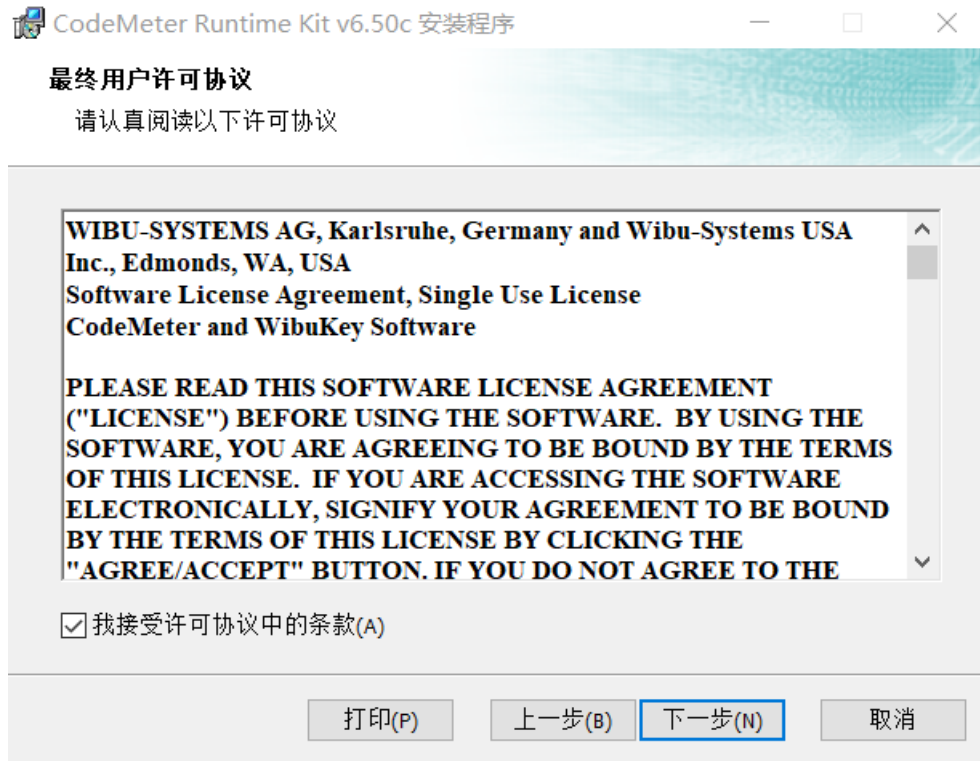 CodeMeter Runtime Kit v6.50c 安装程序
最终用户许可协议
请认真阅读以下许可协议
WIBU-SYSTEMS AG, Karlsruhe, Germany and Wibu-Systems USA
Inc., Edmonds, WA, USA
Software License Agreement, Single Use License
CodeMeter and WibuKey Software
PLEASE READ THIS SOFTWARE LICENSE AGREEMENT
("LICENSE") BEFORE USING THE SOFTWARE.  BY USING THE
SOFTWARE, YOU ARE AGREEING TO BE BOUND BY THE TERMS
OF THIS LICENSE.  IF YOU ARE ACCESSING THE SOFTWARE
ELECTRONICALLY, SIGNIFY YOUR AGREEMENT TO BE BOUND
BY THE TERMS OF THIS LICENSE BY CLICKING THE
"AGREE/ACCEPT" BUTTON. IF YOU DO NOT AGREE TO THE
我接受许可协议中的条款(A)
打印(P) 上一步(B) 下一步(N) 取消